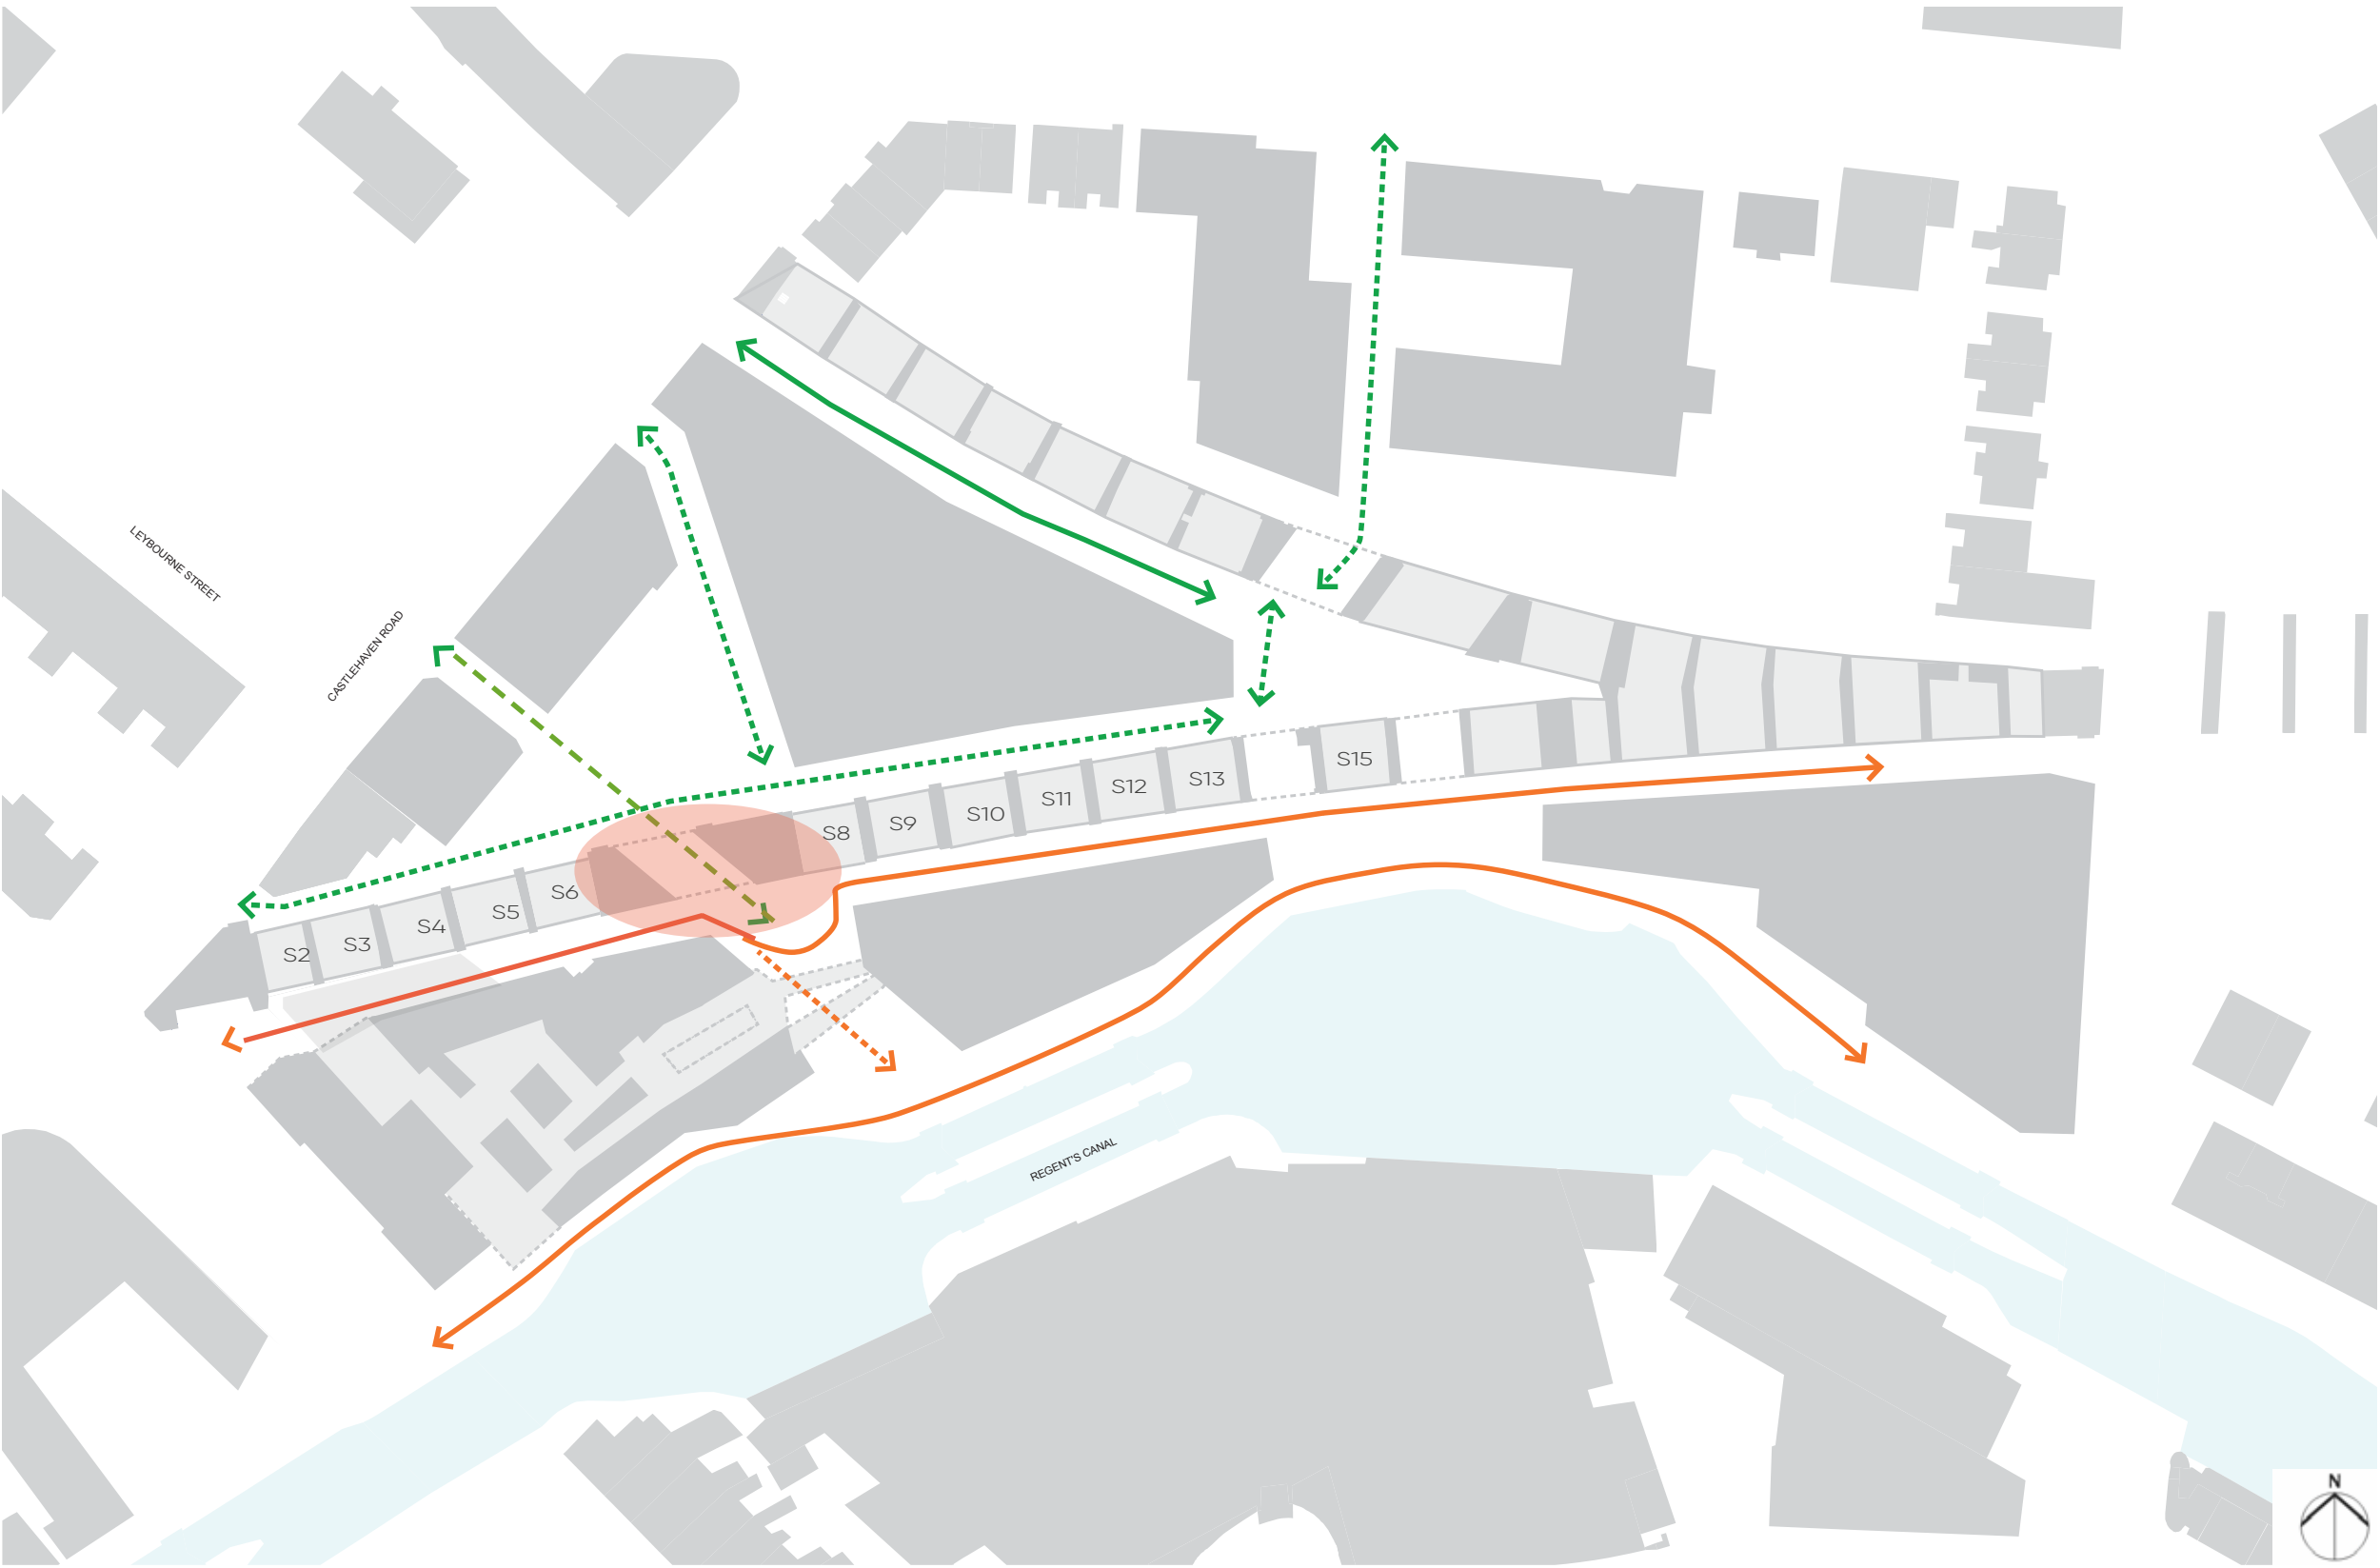 LEYBOURNE STREET
CASTLEHAVEN ROAD
S2
S3
S4
S5
S6
S8
S9
S10
S11
S12
S13
S15
REGENT'S CANAL
N